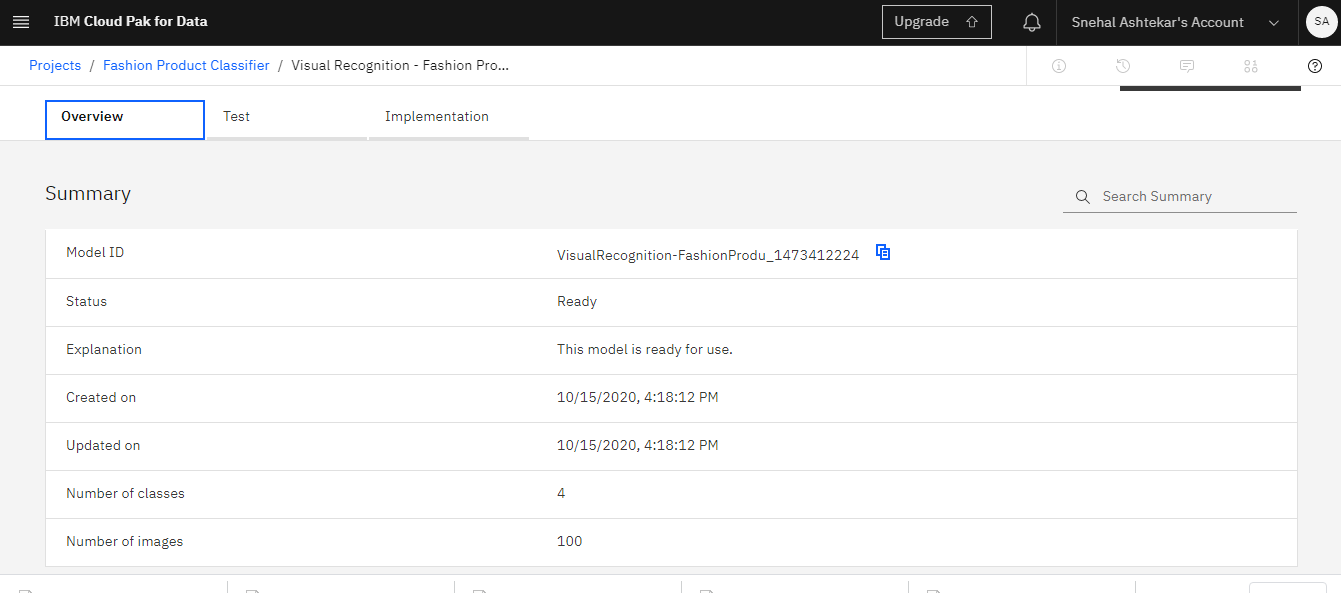 IBM Cloud Pak for Data
Upgrade
Snehal Ashtekar's Account
SA
Projects / Fashion Product Classifier / Visual Recognition - Fashion Pro...
Overview
Test
Implementation
Summary
Search Summary
Model ID VisualRecognition-FashionProdu_1473412224
Status Ready
Explanation This model is ready for use.
Created on 10/15/2020, 4:18:12 PM
Updated on 10/15/2020, 4:18:12 PM
Number of classes 4
Number of images 100